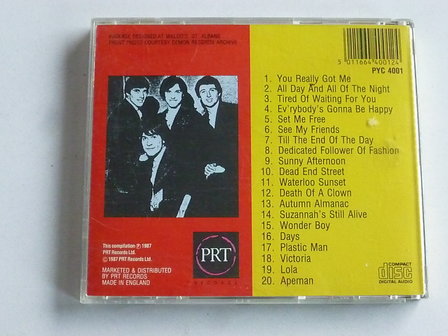 PACKAGE DESIGNED AT WALDO'S, ST. ALBANS
FRONT PHOTO COURTESY DEMON RECORDS ARCHIVE
5 011664 400124
PYC 4001
1. You Really Got Me
2. All Day And All Of The Night
3. Tired Of Waiting For You
4. Ev'rybody's Gonna Be Happy
5. Set Me Free
6. See My Friends
7. Till The End Of The Day
8. Dedicated Follower Of Fashion
9. Sunny Afternoon
10. Dead End Street
11. Waterloo Sunset
12. Death Of A Clown
13. Autumn Almanac
14. Suzannah's Still Alive
15. Wonder Boy
16. Days
17. Plastic Man
18. Victoria
19. Lola
20. Apeman
This compilation ℗ 1987
PRT Records Ltd.
© 1987 PRT Records Ltd.
MARKETED & DISTRIBUTED
BY PRT RECORDS
MADE IN ENGLAND
PRT
RECORDS
COMPACT
disc
DIGITAL AUDIO